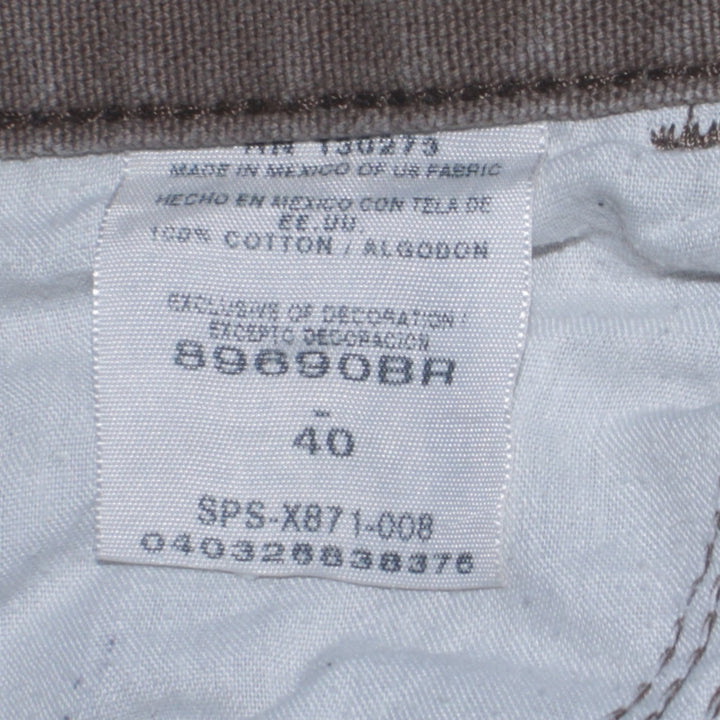 RN 130273
MADE IN MEXICO OF US FABRIC
HECHO EN MEXICO CON TELA DE
EE.UU.
100% COTTON / ALGODON
EXCLUSIVE OF DECORATION /
EXCEPTO DECORACION
89690BR
-
40
SPS-X871-008
040326838376